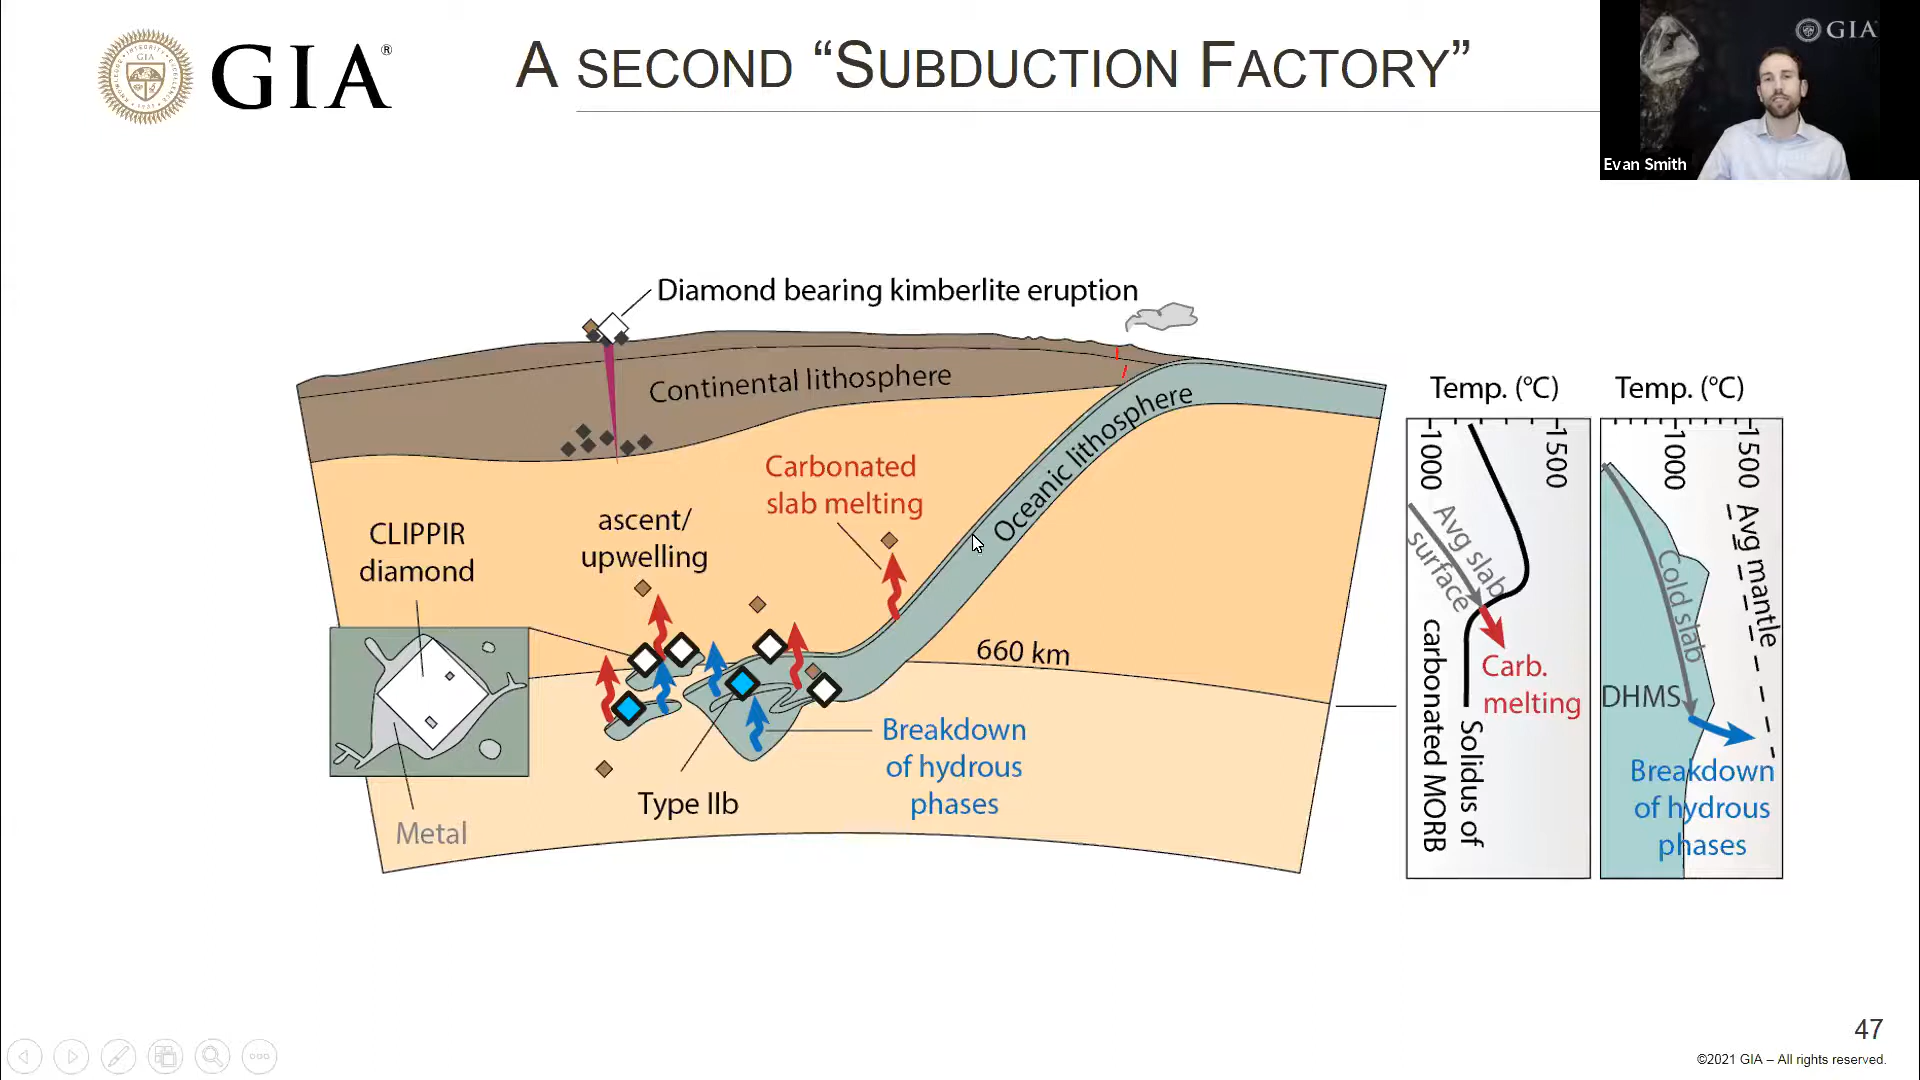 GIA®
A SECOND “SUBDUCTION FACTORY”
GIA
Evan Smith
Diamond bearing kimberlite eruption
Continental lithosphere
Oceanic lithosphere
Carbonated
slab melting
ascent/
upwelling
CLIPPIR
diamond
660 km
Breakdown
of hydrous
phases
Type IIb
Metal
Temp. (°C)
1000
1500
Avg slab
surface
Carb.
melting
Solidus of
carbonated MORB
Temp. (°C)
1000
1500
Avg mantle
Cold slab
DHMS
Breakdown
of hydrous
phases
47
©2021 GIA – All rights reserved.